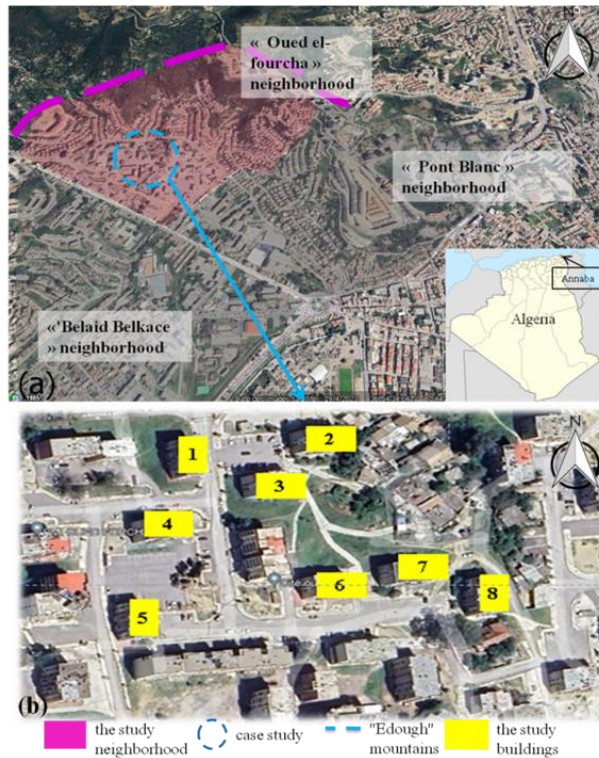 N
« Oued el-
fourcha »
neighborhood
« Pont Blanc »
neighborhood
Annaba
Algeria
«'Belaid Belkace
» neighborhood
(a)
N
1
2
3
4
5
6
7
8
(b)
the study
neighborhood
case study
"Edough"
mountains
the study
buildings